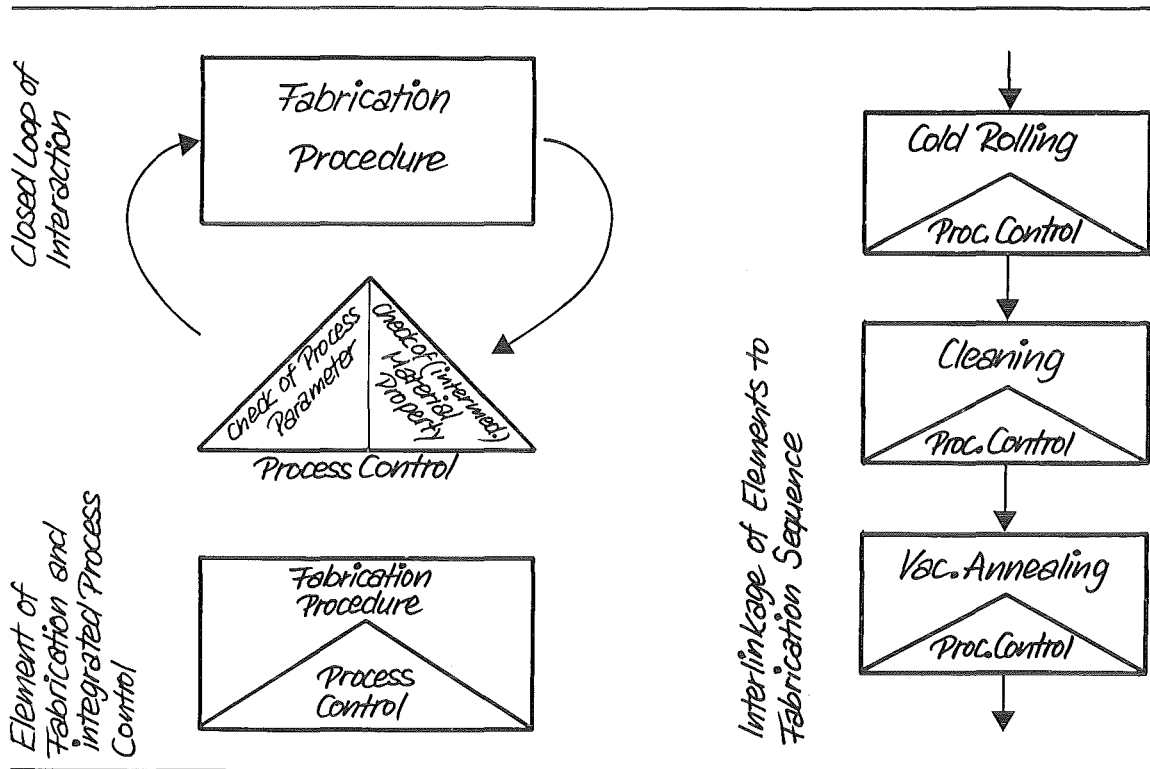 Closed Loop of
Interaction
Fabrication
Procedure
Check of Process
Parameter
Check of (intermed.)
Material
Property
Process Control
Element of
Fabrication and
integrated Process
Control
Fabrication
Procedure
Process
Control
Interlinkage of Elements to
Fabrication Sequence
Cold Rolling
Proc. Control
Cleaning
Proc. Control
Vac. Annealing
Proc. Control